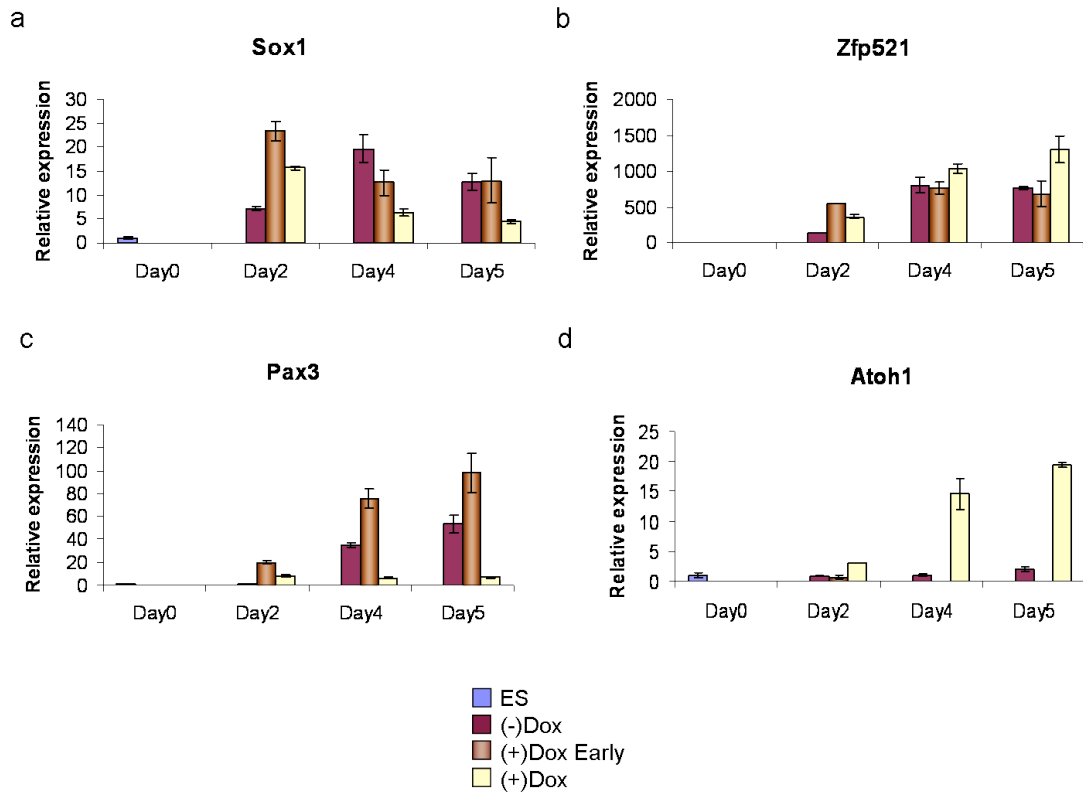 a
Sox1
Relative expression
30
25
20
15
10
5
0
Day0 Day2 Day4 Day5
b
Zfp521
Relative expression
2000
1500
1000
500
0
Day0 Day2 Day4 Day5
c
Pax3
Relative expression
140
120
100
80
60
40
20
0
Day0 Day2 Day4 Day5
d
Atoh1
Relative expression
25
20
15
10
5
0
Day0 Day2 Day4 Day5
ES
(-)Dox
(+)Dox Early
(+)Dox